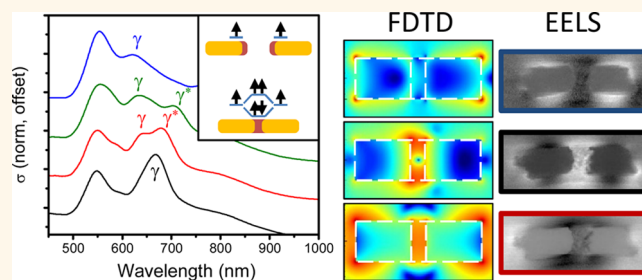 FDTD
EELS
σ (norm, offset)
γ
γ
γ*
γ
γ*
γ
500
600
700
800
900
1000
Wavelength (nm)